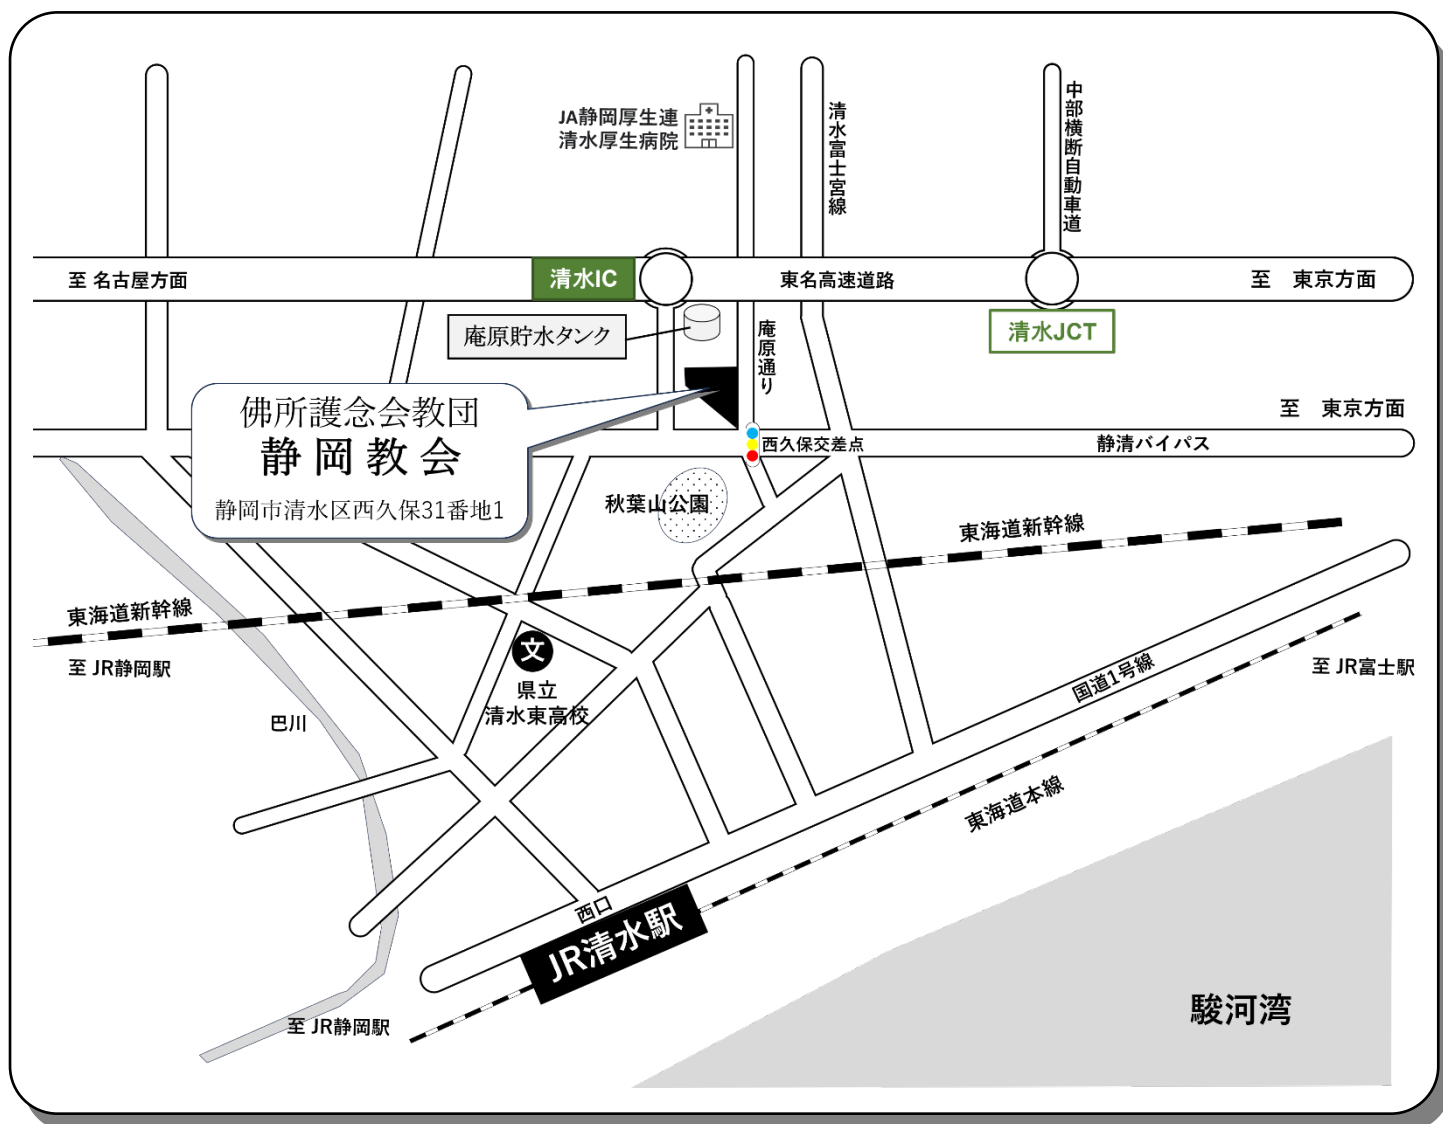 JA静岡厚生連
清水厚生病院
清水富士宮線
中部横断自動車道
至 名古屋方面
清水IC
東名高速道路
至 東京方面
庵原貯水タンク
庵原通り
清水JCT
佛所護念会教団
静岡教会
静岡市清水区西久保31番地1
至 東京方面
西久保交差点
静清バイパス
秋葉山公園
東海道新幹線
東海道新幹線
至 JR静岡駅
文
県立
清水東高校
巴川
国道1号線
至 JR富士駅
東海道本線
西口
JR清水駅
至 JR静岡駅
駿河湾